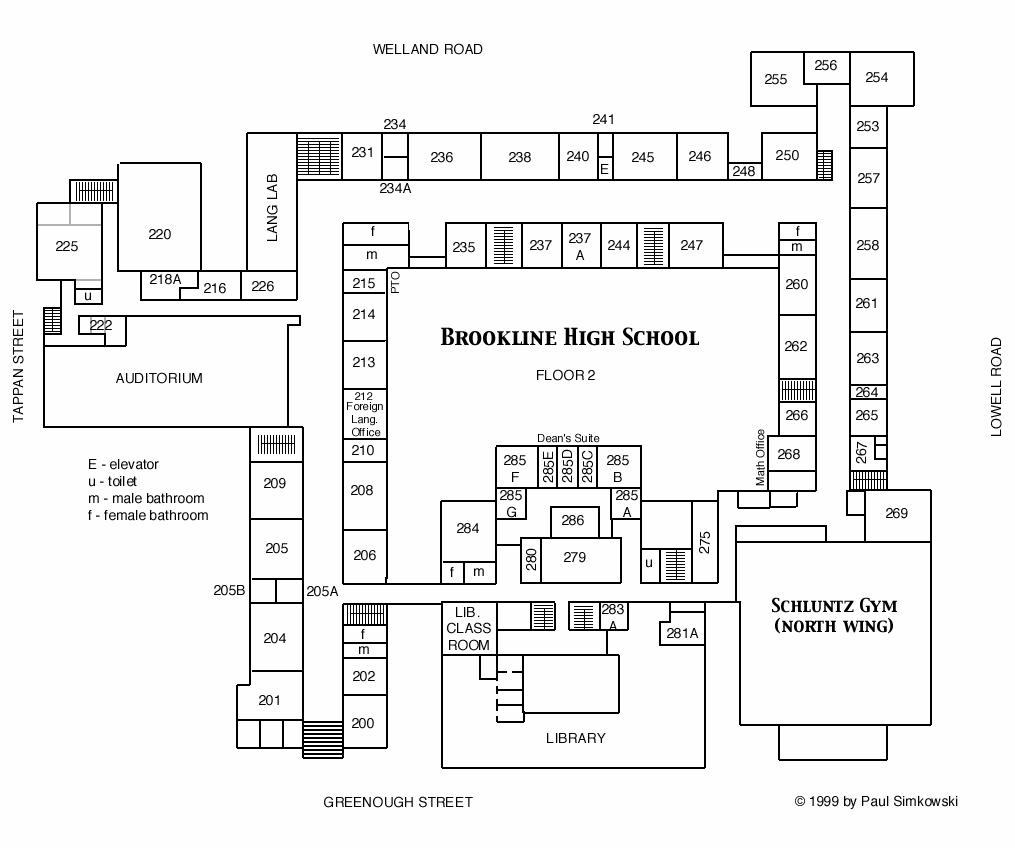 WELLAND ROAD
256
255
254
253
234
241
231
236
238
240
E
245
246
248
250
257
234A
LANG LAB
220
225
218A
216
226
u
222
f
m
235
237
237
A
244
247
f
m
258
215
PTO
214
260
261
213
BROOKLINE HIGH SCHOOL
FLOOR 2
262
263
264
TAPPAN STREET
AUDITORIUM
212
Foreign
Lang.
Office
LOWELL ROAD
266
265
210
Dean's Suite
285
F
285E
285D
285C
285
B
Math Office
268
267
E - elevator
u - toilet
m - male bathroom
f - female bathroom
209
208
285
G
285
A
269
284
286
275
205
206
280
279
u
f
m
205B
205A
LIB.
CLASS
ROOM
283
A
281A
SCHLUNTZ GYM
(NORTH WING)
f
m
204
202
201
200
LIBRARY
GREENOUGH STREET
© 1999 by Paul Simkowski